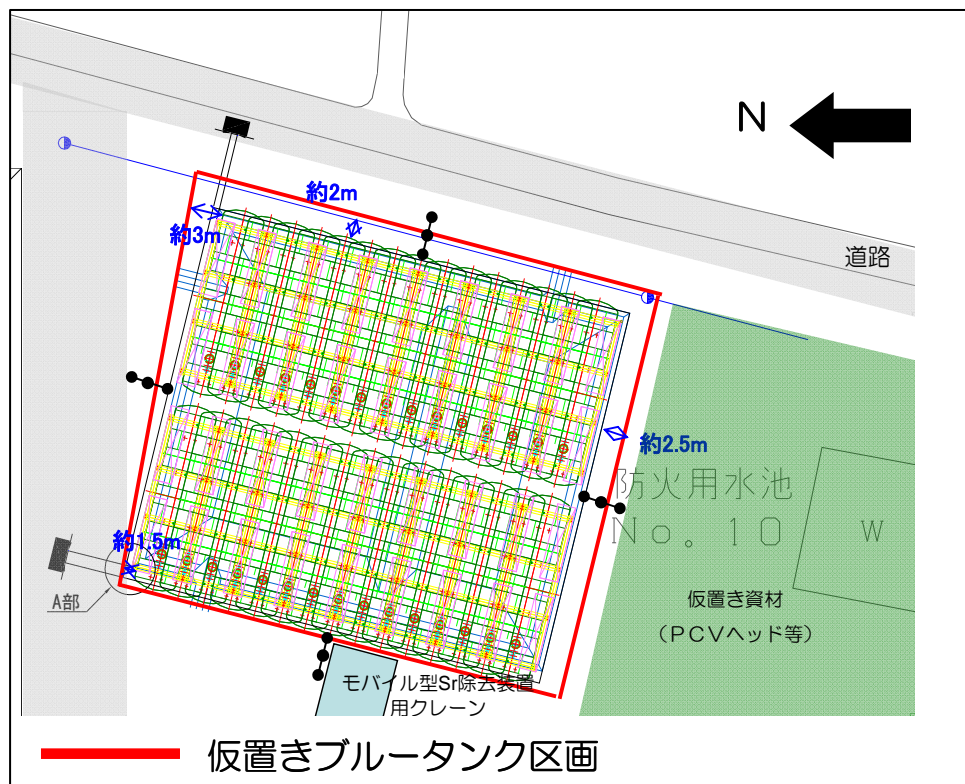 N
約2m
約3m
道路
約2.5m
防火用水池
No. 10 W
約1.5m
A部
仮置き資材
(PCVヘッド等)
モバイル型Sr除去装置
用クレーン
仮置きブルータンク区画